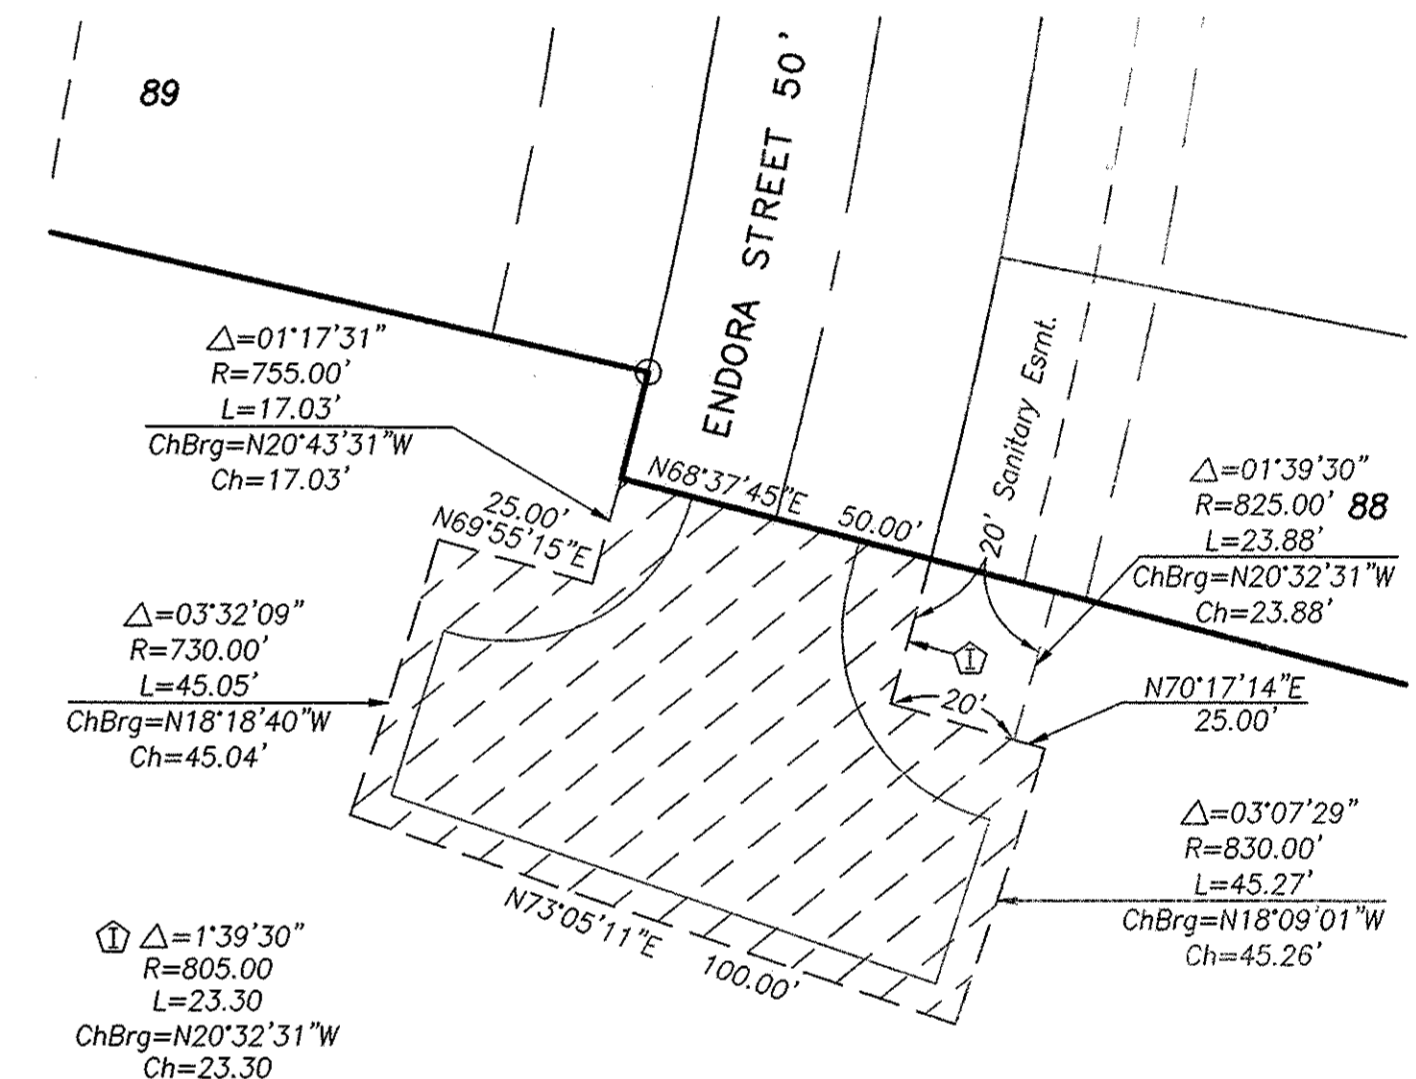 89
ENDORA STREET 50'
△=01°17'31"
R=755.00'
L=17.03'
ChBrg=N20°43'31"W
Ch=17.03'
N68°37'45"E 50.00'
25.00'
N69°55'15"E
20' Sanitary Esmt.
△=01°39'30"
R=825.00' 88
L=23.88'
ChBrg=N20°32'31"W
Ch=23.88'
△=03°32'09"
R=730.00'
L=45.05'
ChBrg=N18°18'40"W
Ch=45.04'
I
20'
N70°17'14"E
25.00'
△=03°07'29"
R=830.00'
L=45.27'
ChBrg=N18°09'01"W
Ch=45.26'
N73°05'11"E 100.00'
I △=1°39'30"
R=805.00
L=23.30
ChBrg=N20°32'31"W
Ch=23.30